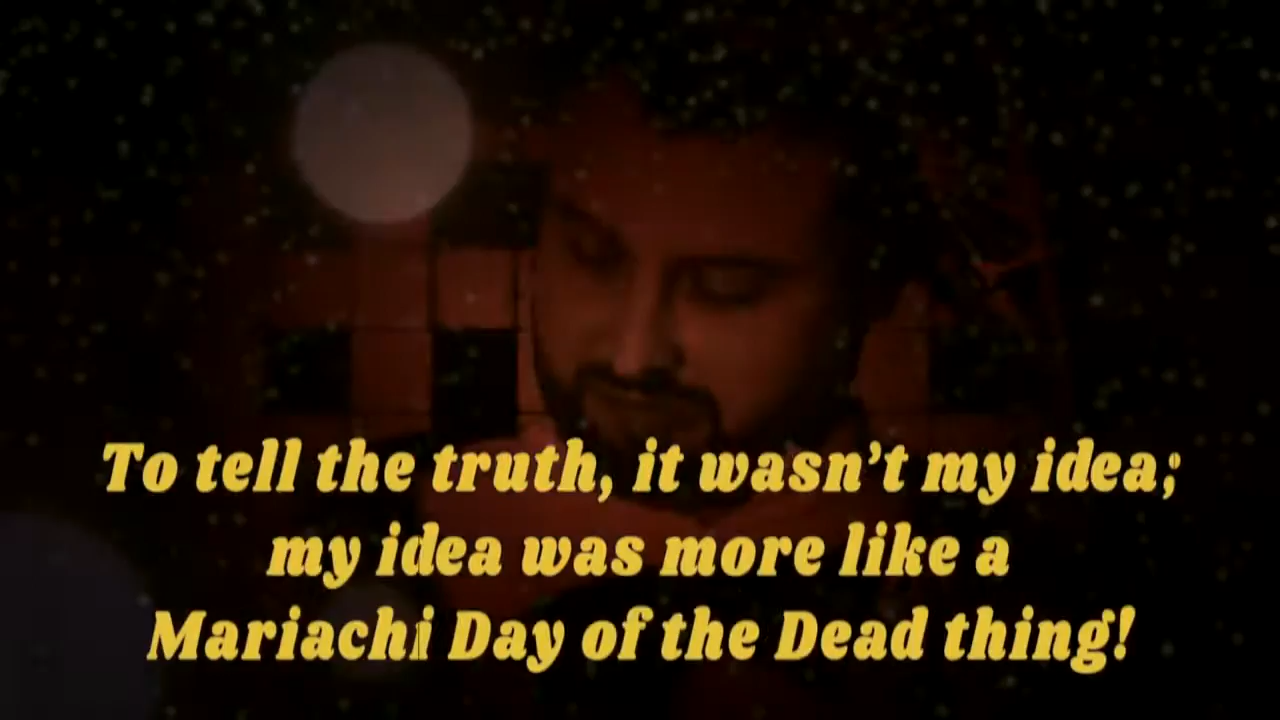 To tell the truth, it wasn’t my idea;
my idea was more like a
Mariachi Day of the Dead thing!